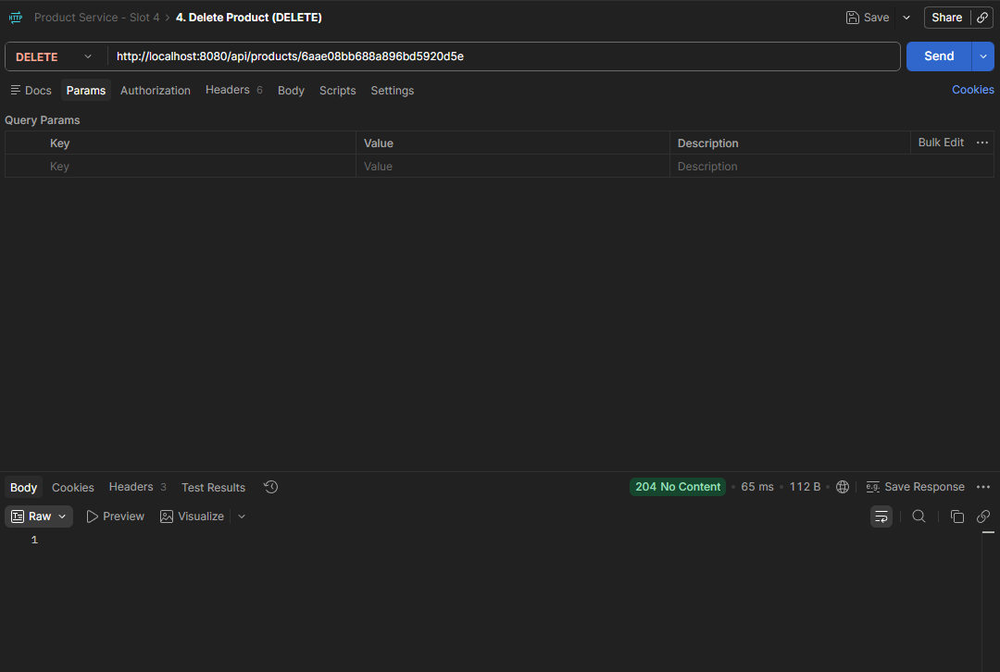 HTTP Product Service - Slot 4 > 4. Delete Product (DELETE) Save Share
DELETE http://localhost:8080/api/products/6aae08bb688a896bd5920d5e Send
Docs Params Authorization Headers 6 Body Scripts Settings Cookies
Query Params
Key Value Description Bulk Edit ...
Key Value Description
Body Cookies Headers 3 Test Results 204 No Content • 65 ms • 112 B • e.g. Save Response ...
Raw Preview Visualize
1